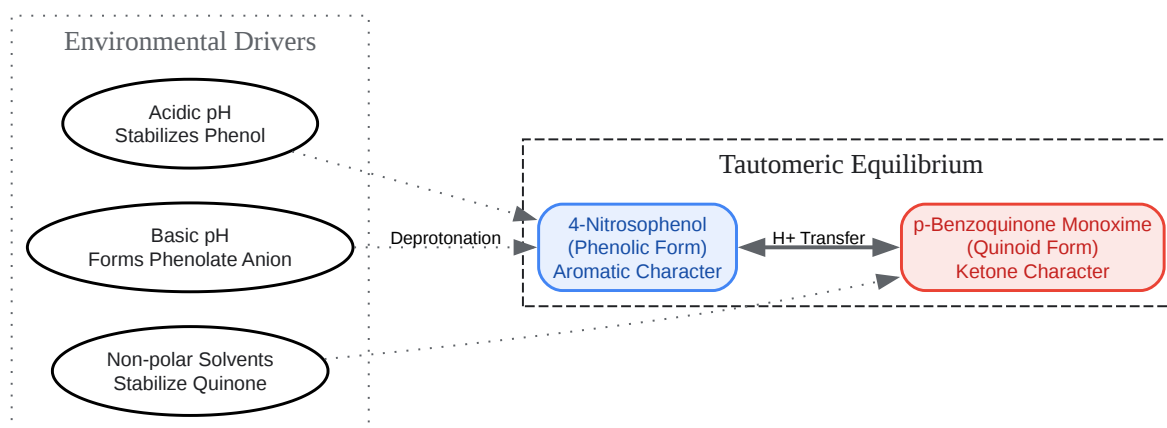 Environmental Drivers
Acidic pH
Stabilizes Phenol
Basic pH
Forms Phenolate Anion
Non-polar Solvents
Stabilize Quinone
Deprotonation
Tautomeric Equilibrium
4-Nitrosophenol
(Phenolic Form)
Aromatic Character
H+ Transfer
p-Benzoquinone Monoxime
(Quinoid Form)
Ketone Character